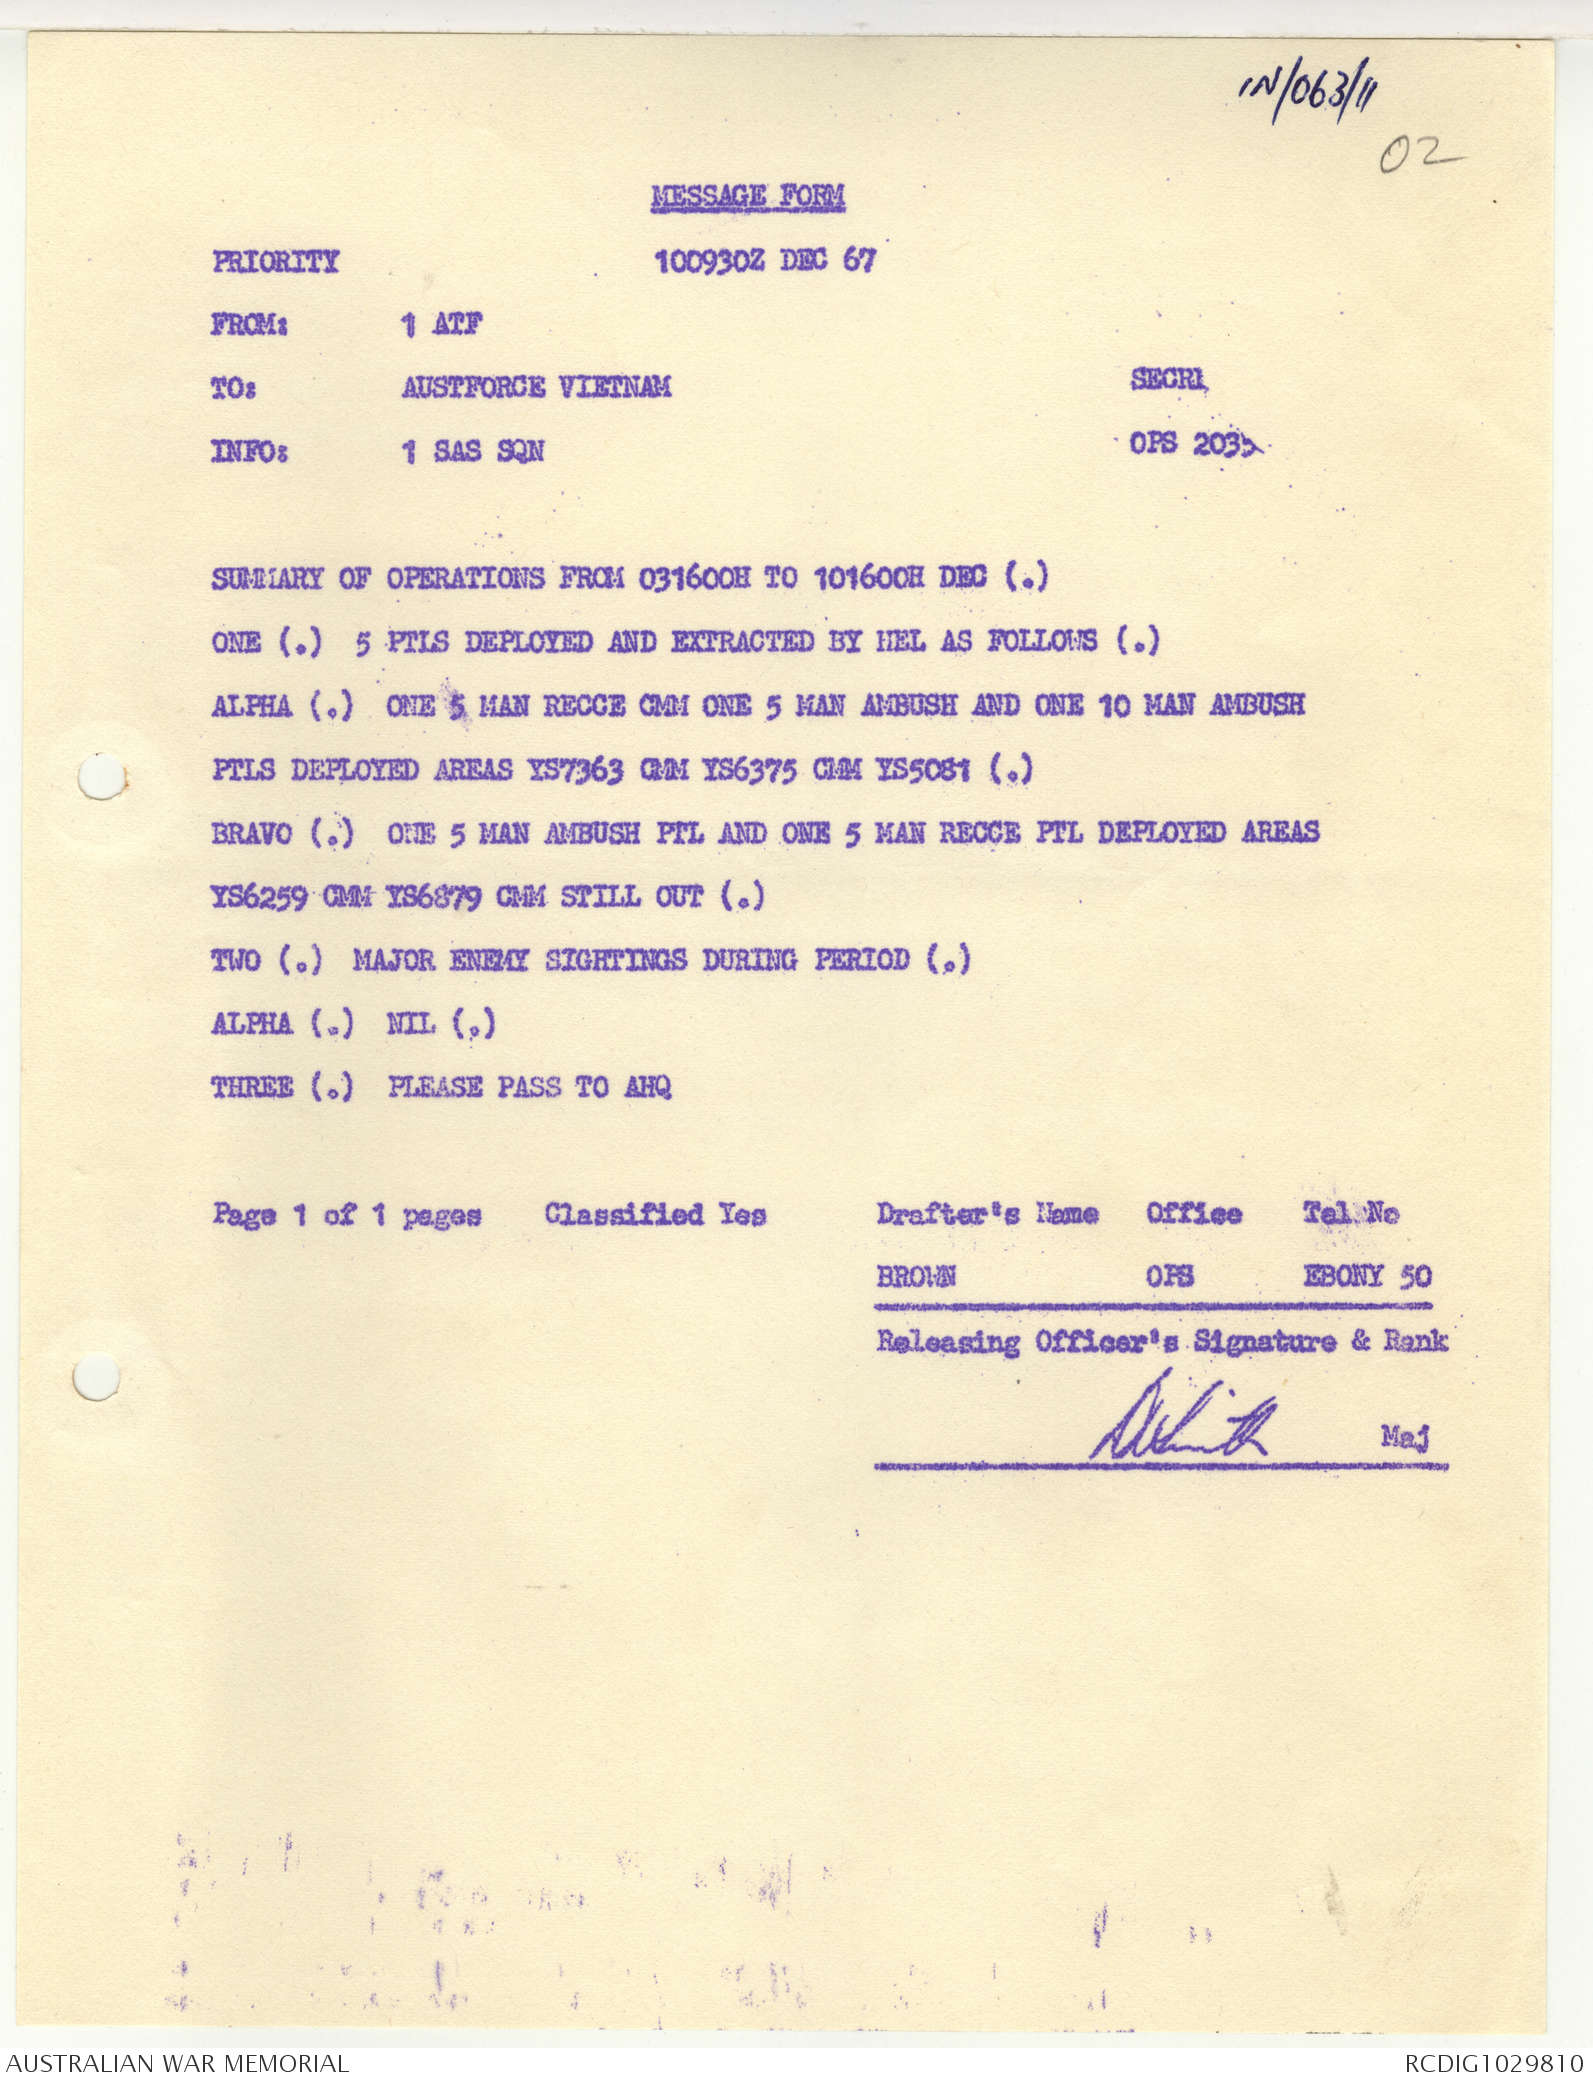 IN/063/11
02
MESSAGE FORM
PRIORITY 100930Z DEC 67
FROM: 1 ATF
TO: AUSTFORCE VIETNAM SECRE
INFO: 1 SAS SQN OPS 2035
SUMMARY OF OPERATIONS FROM 031600H TO 101600H DEC (.)
ONE (.) 5 PTLS DEPLOYED AND EXTRACTED BY HEL AS FOLLOWS (.)
ALPHA (.) ONE 5 MAN RECCE CMM ONE 5 MAN AMBUSH AND ONE 10 MAN AMBUSH
PTLS DEPLOYED AREAS YS7363 CMM YS6375 CMM YS5081 (.)
BRAVO (.) ONE 5 MAN AMBUSH PTL AND ONE 5 MAN RECCE PTL DEPLOYED AREAS
YS6259 CMM YS6879 CMM STILL OUT (.)
TWO (.) MAJOR ENEMY SIGHTINGS DURING PERIOD (.)
ALPHA (.) NIL (.)
THREE (.) PLEASE PASS TO AHQ
Page 1 of 1 pages Classified Yes Drafter's Name Office Tel No
BROWN OPS EBONY 50
Releasing Officer's Signature & Rank
Maj
AUSTRALIAN WAR MEMORIAL RCDIG1029810